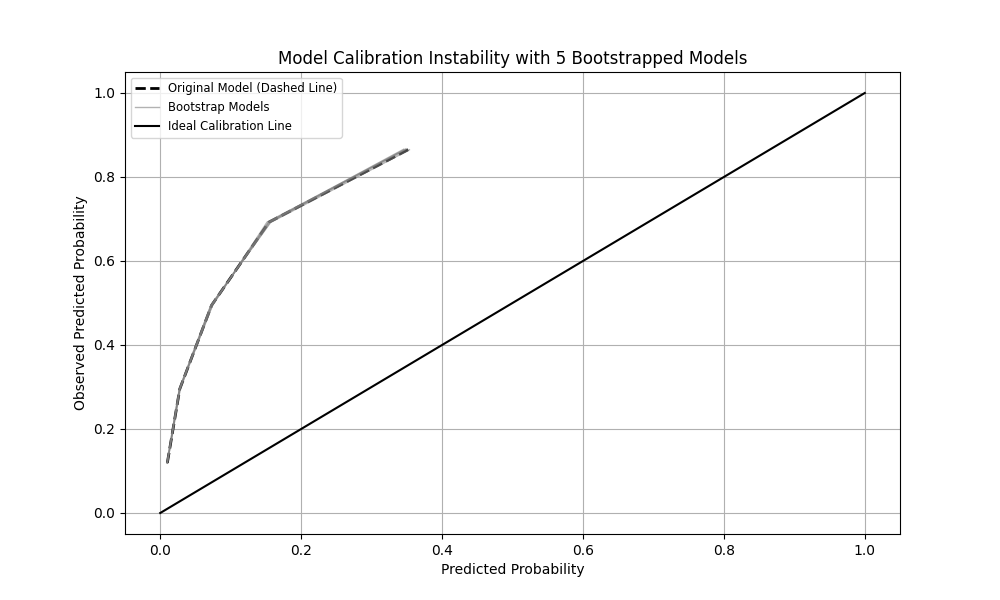 Model Calibration Instability with 5 Bootstrapped Models
Original Model (Dashed Line)
Bootstrap Models
Ideal Calibration Line
Observed Predicted Probability
1.0
0.8
0.6
0.4
0.2
0.0
0.0 0.2 0.4 0.6 0.8 1.0
Predicted Probability